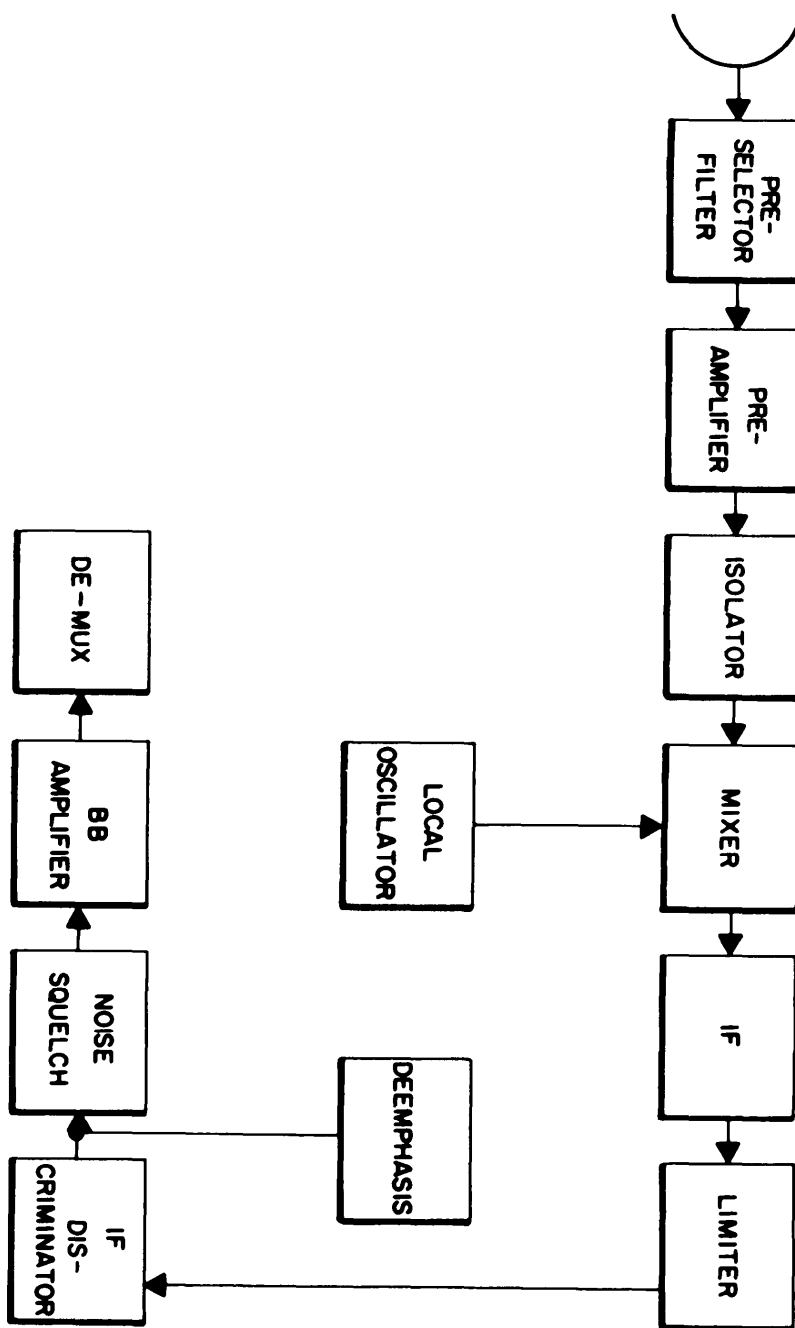 PRE-
SELECTOR
FILTER
PRE-
AMPLIFIER
ISOLATOR
MIXER
IF
LIMITER
LOCAL
OSCILLATOR
DEEMPHASIS
DE-MUX
BB
AMPLIFIER
NOISE
SQUELCH
IF
DIS-
CRIMINATOR